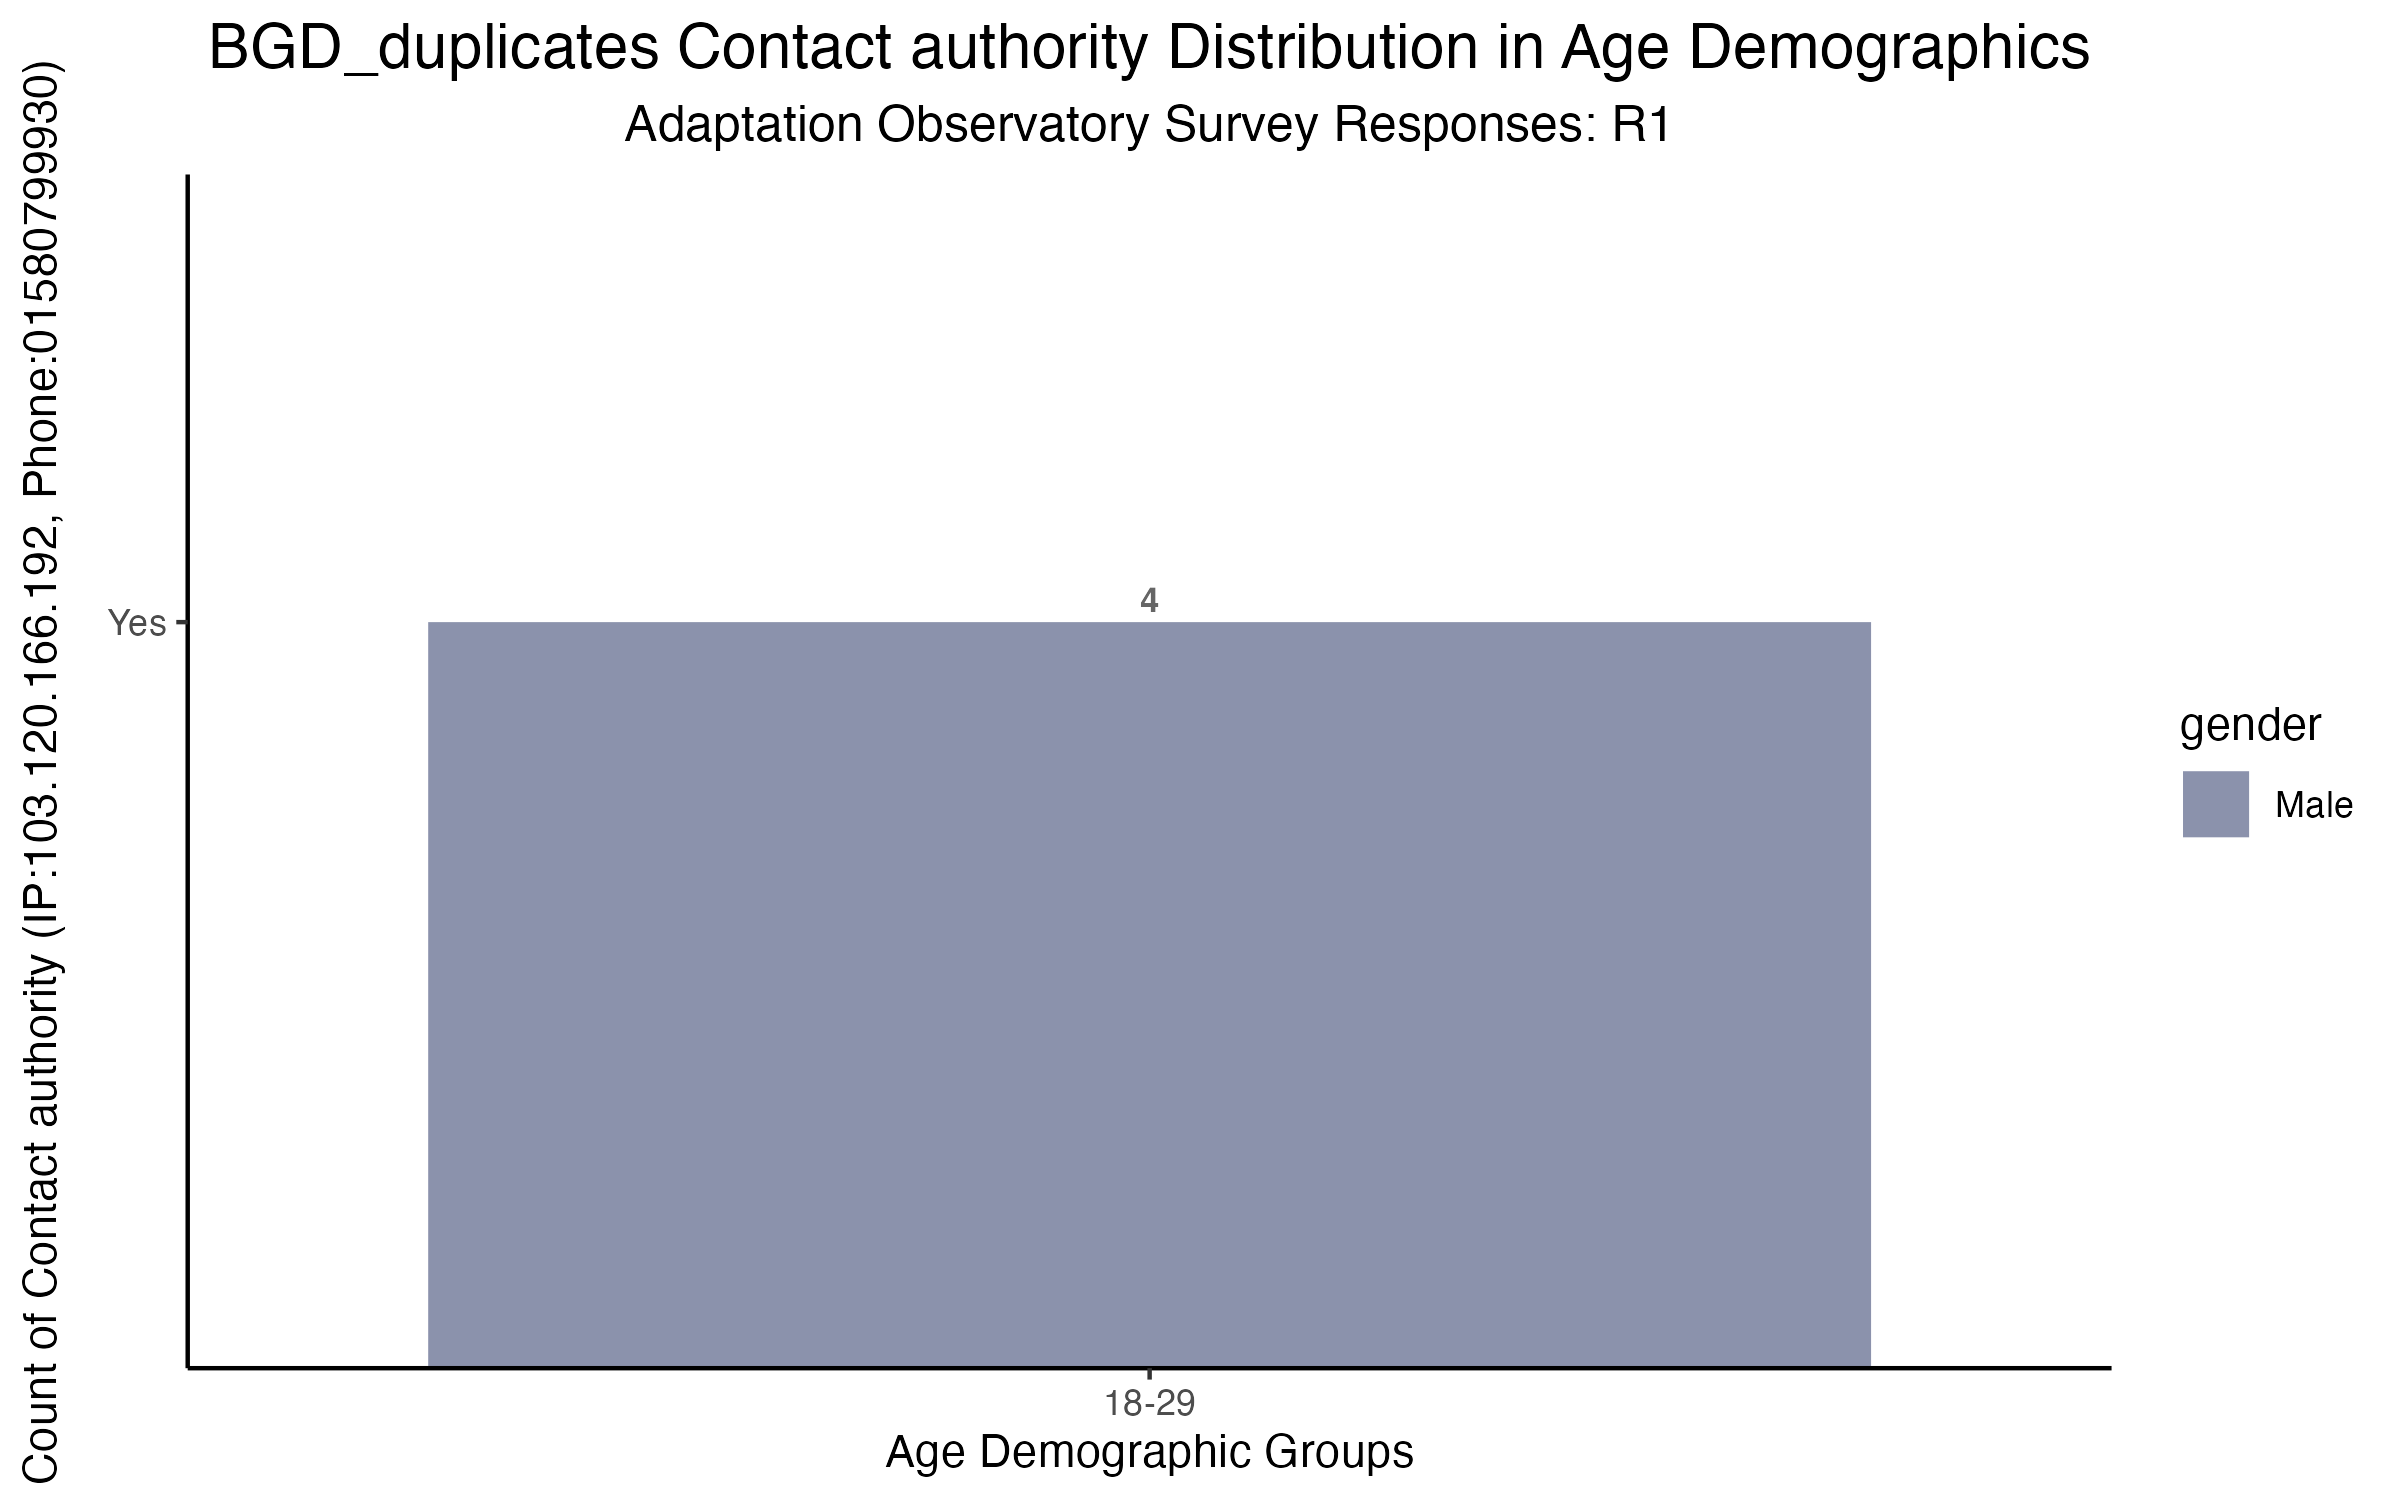 BGD_duplicates Contact authority Distribution in Age Demographics
Adaptation Observatory Survey Responses: R1
Count of Contact authority (IP:103.120.166.192, Phone:01580799930)
4
Yes
gender
Male
18-29
Age Demographic Groups